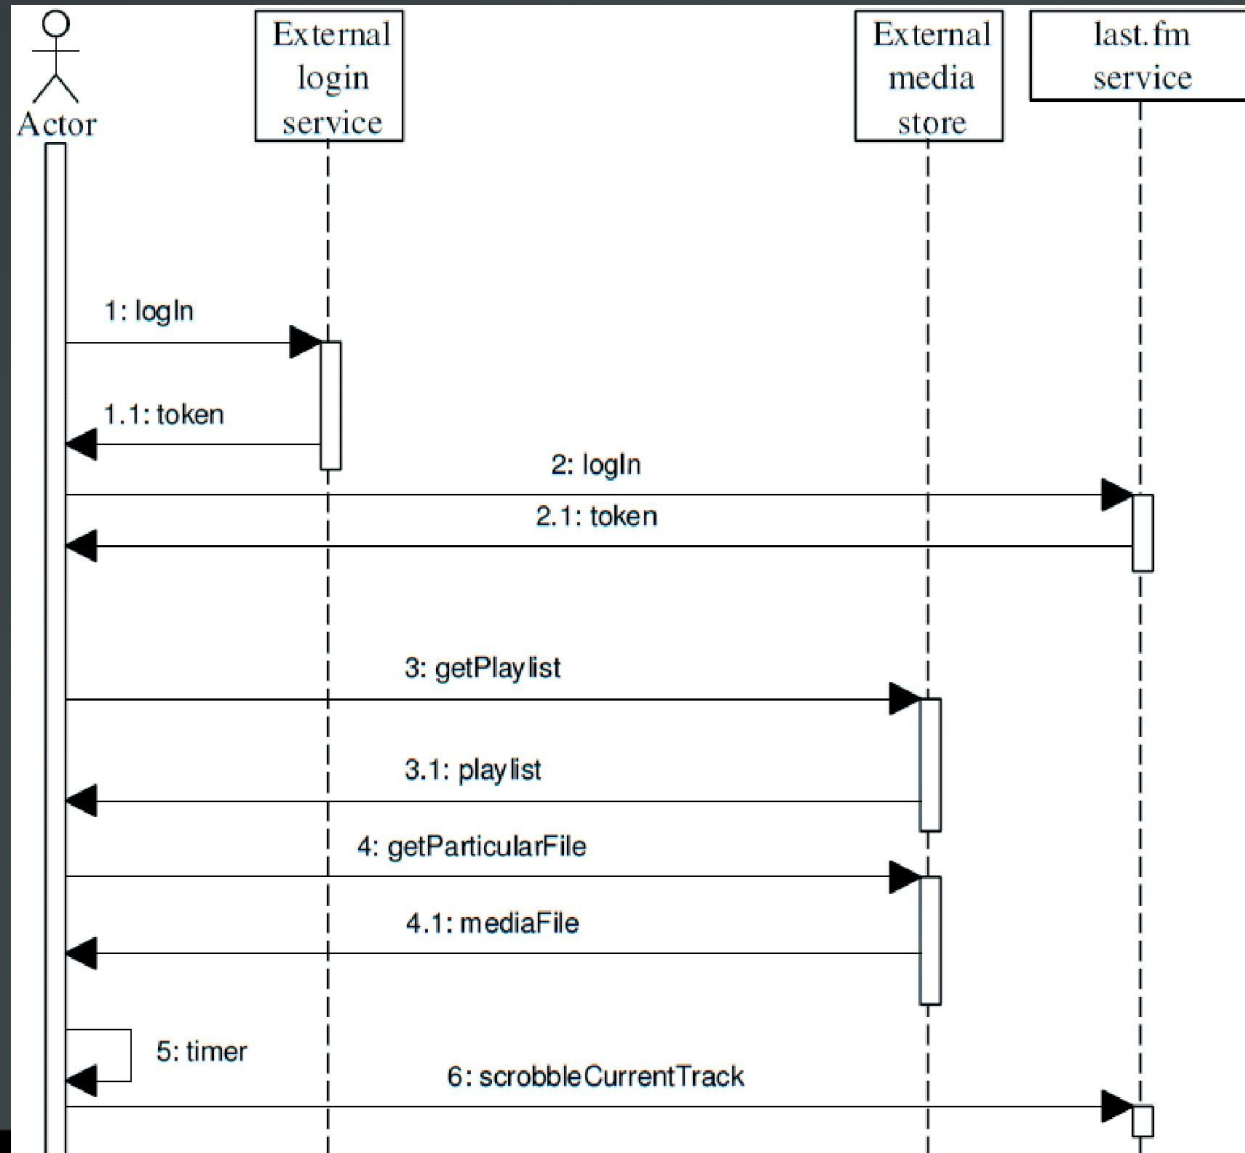 Actor
External
login
service
External
media
store
last.fm
service
1: logIn
1.1: token
2: logIn
2.1: token
3: getPlaylist
3.1: playlist
4: getParticularFile
4.1: mediaFile
5: timer
6: scrobbleCurrentTrack